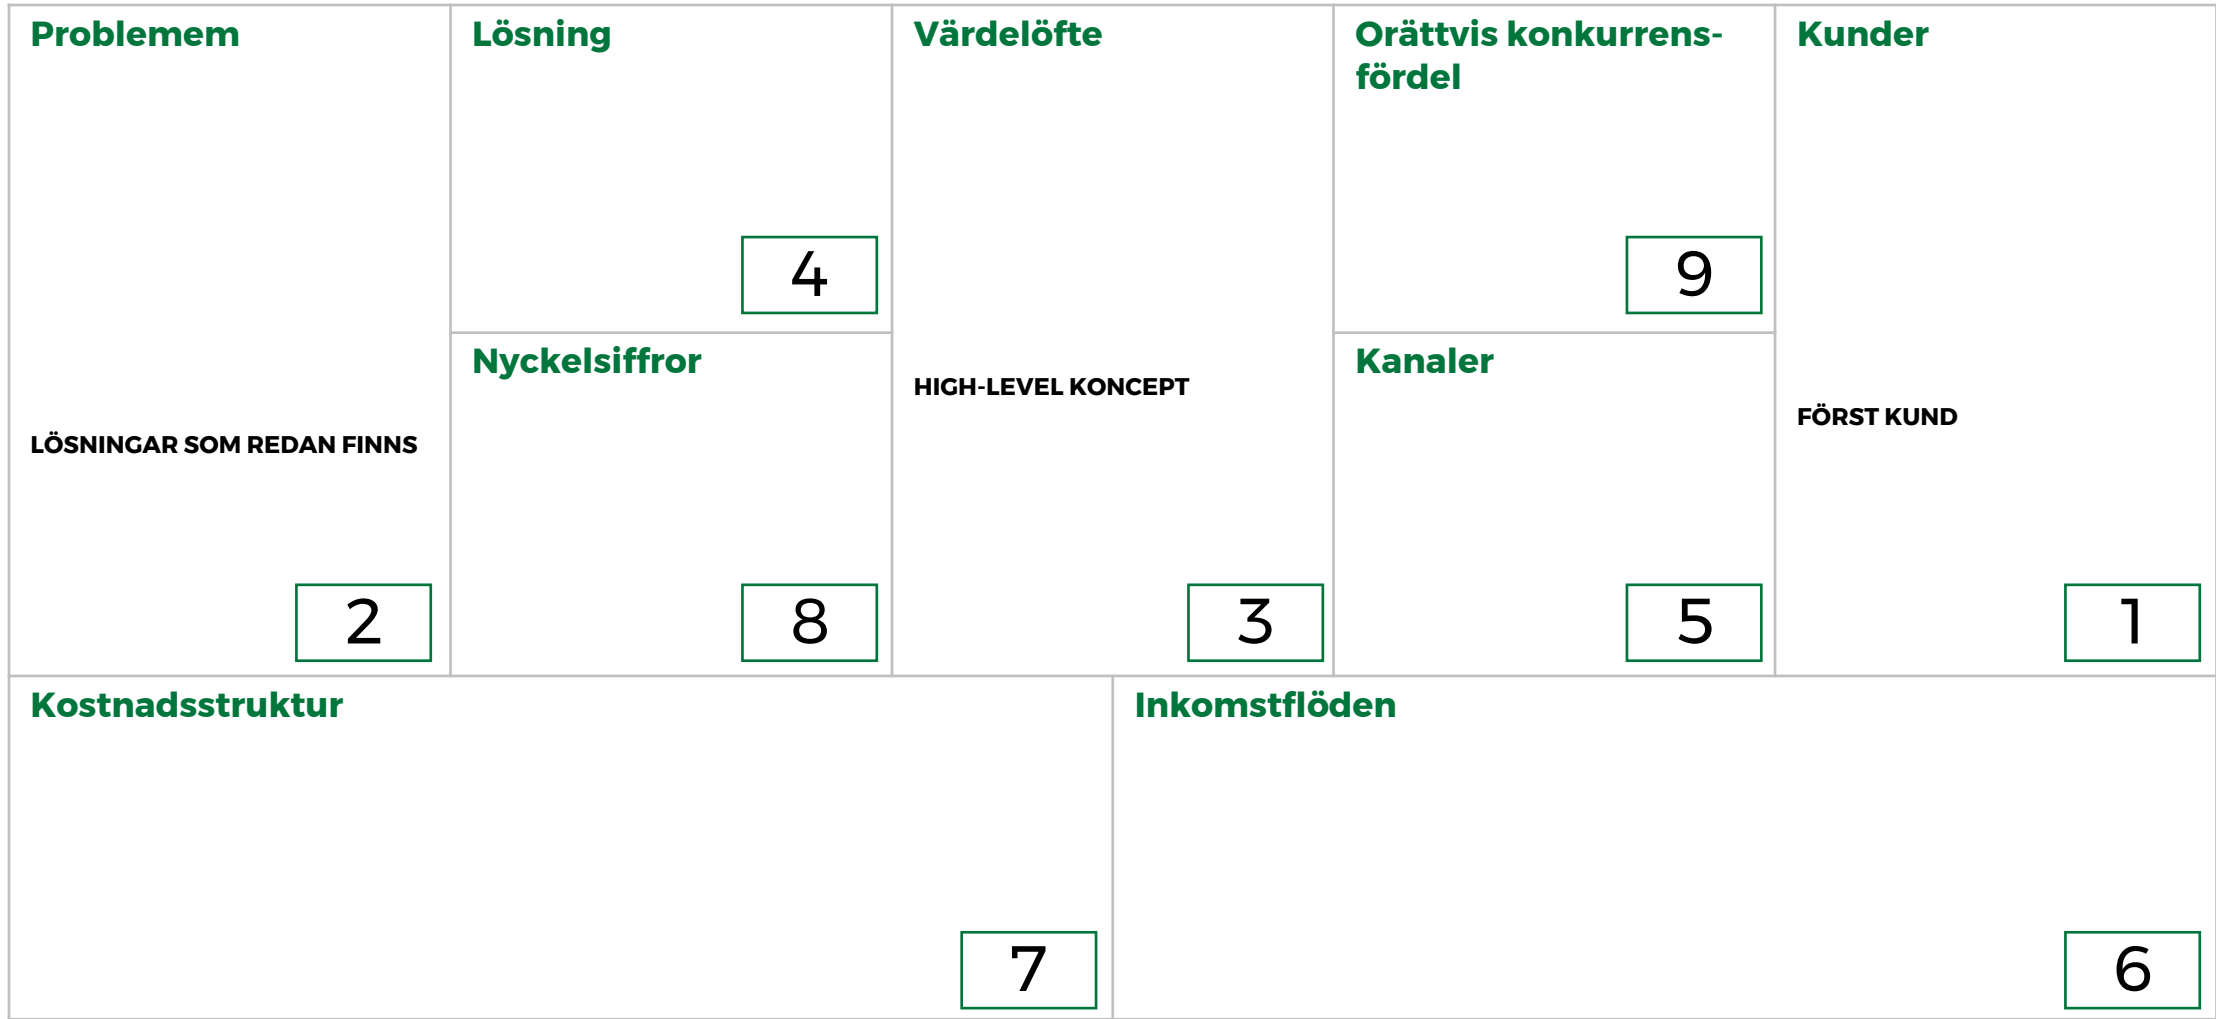 Problemem
LÖSNINGAR SOM REDAN FINNS
2
Lösning
4
Nyckelsiffror
8
Värdelöfte
HIGH-LEVEL KONCEPT
3
Orättvis konkurrens-
fördel
9
Kanaler
5
Kunder
FÖRST KUND
1
Kostnadsstruktur
7
Inkomstflöden
6